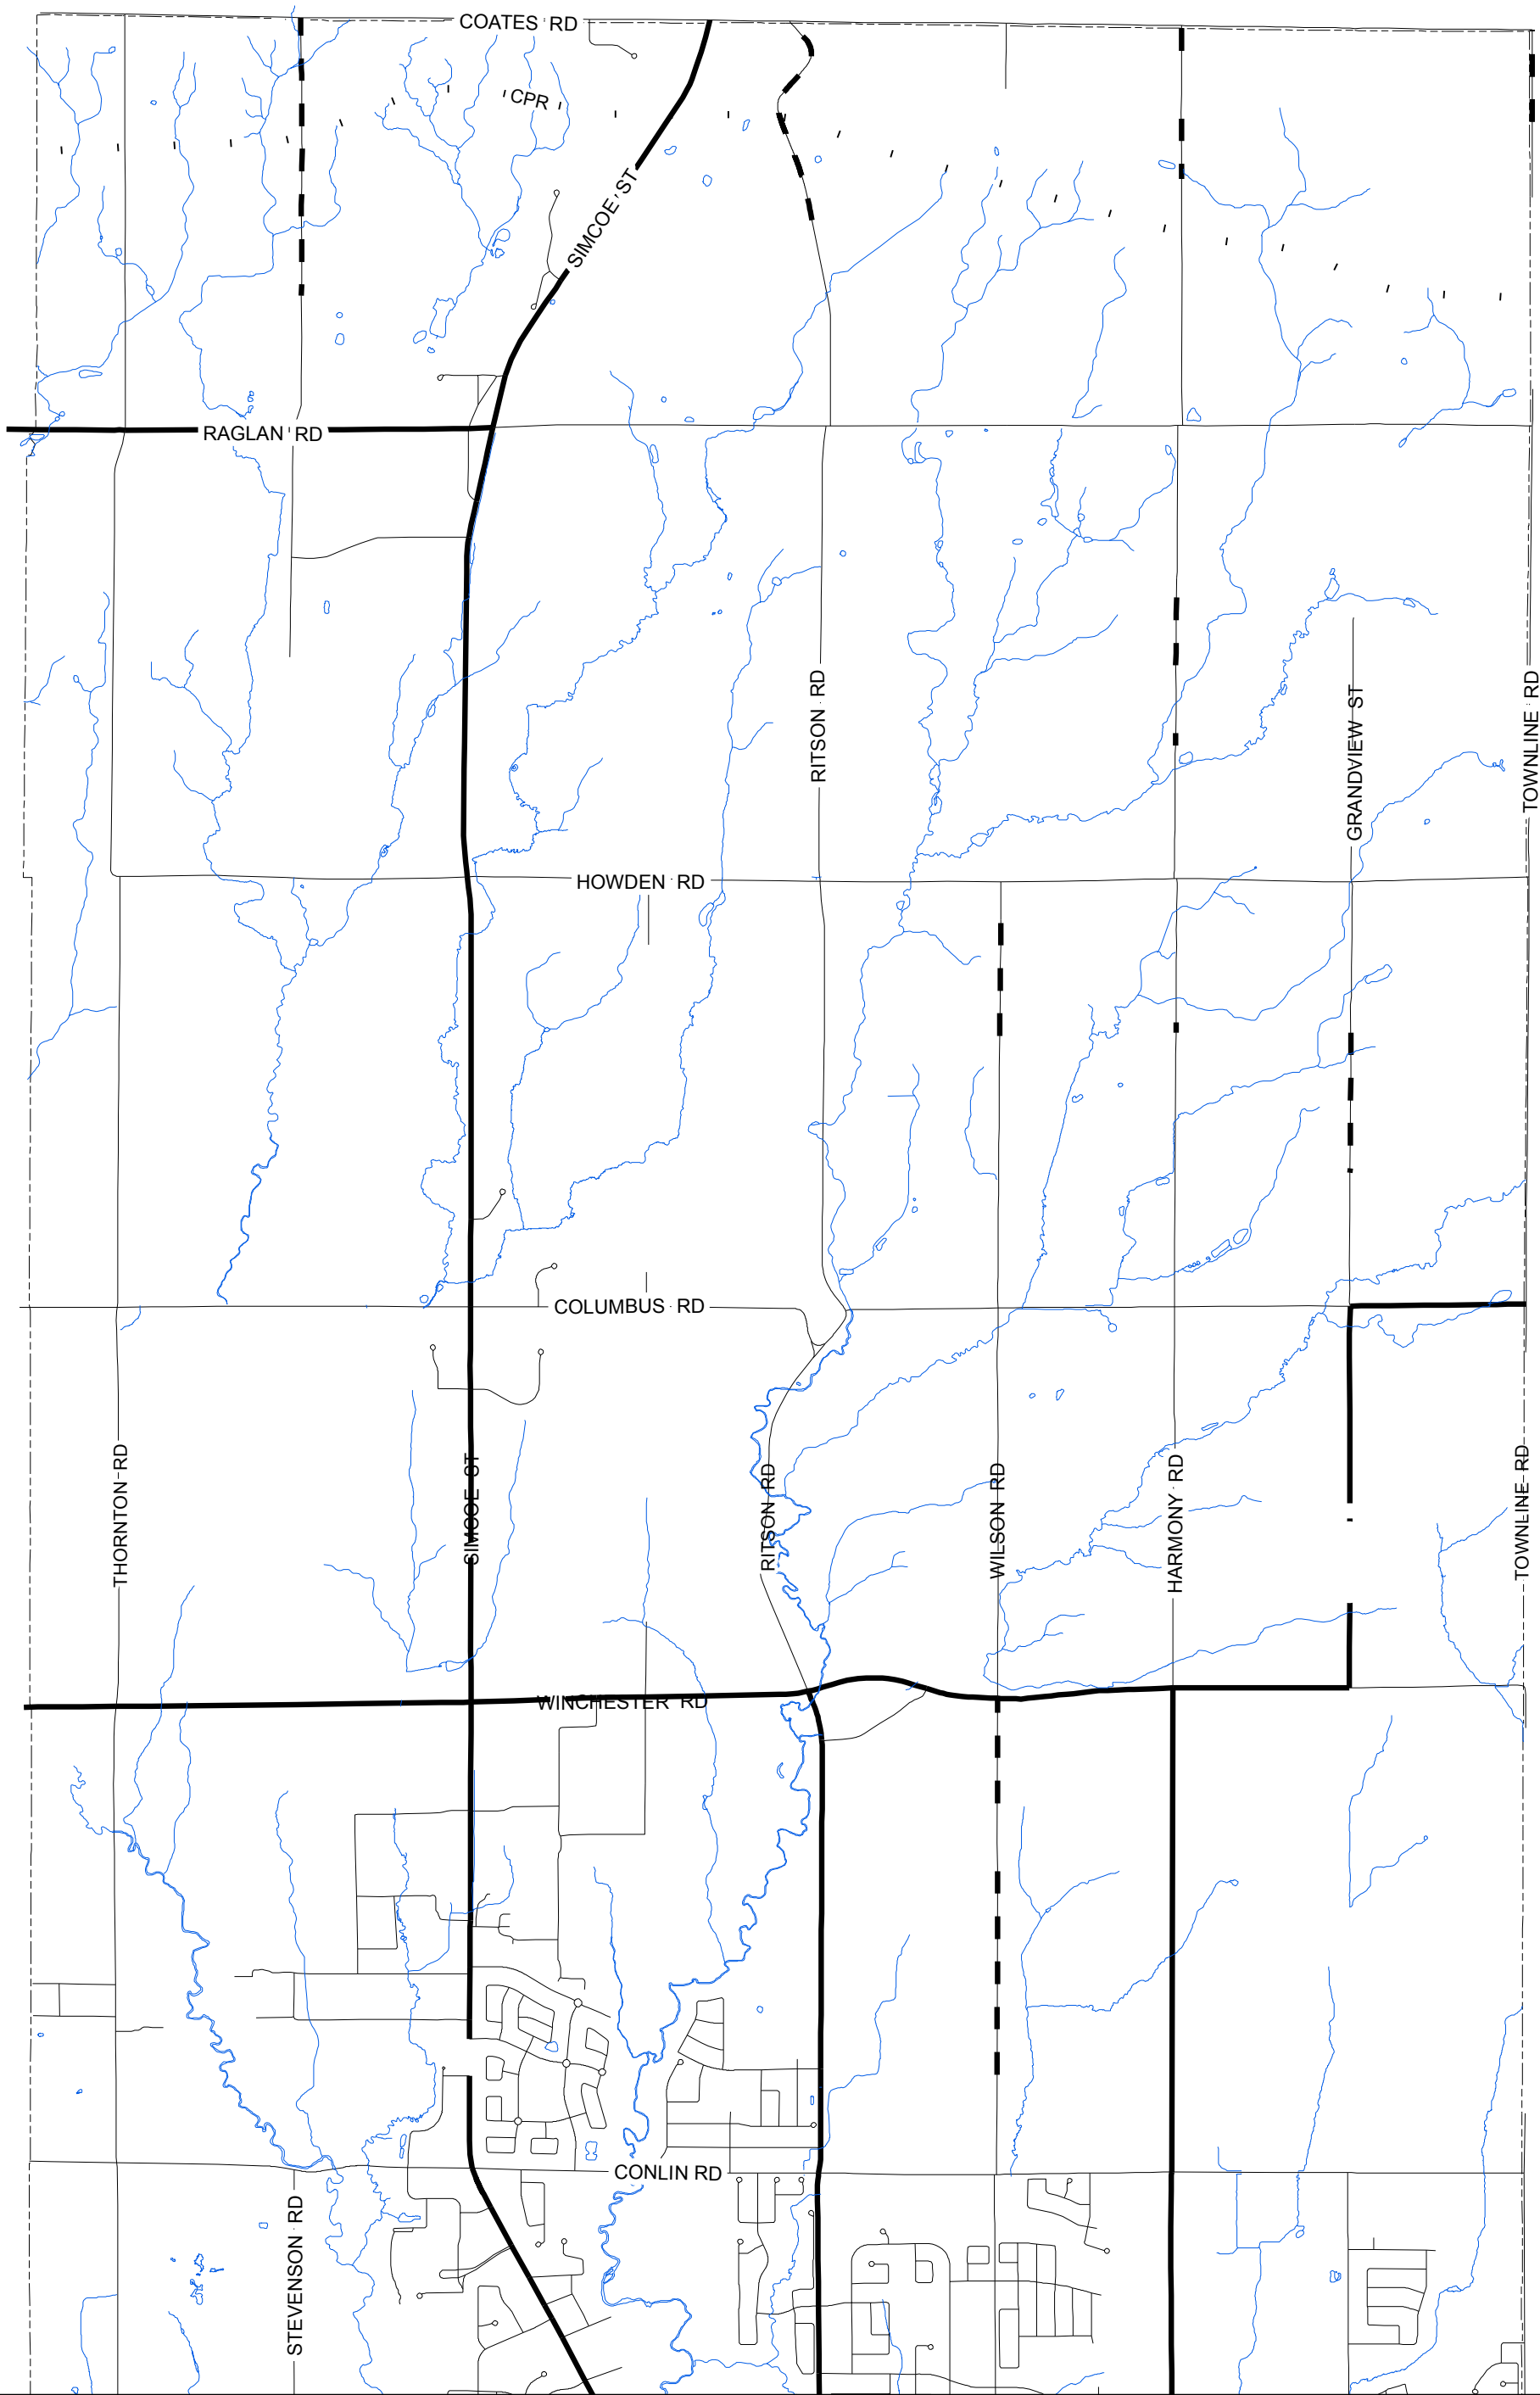 COATES RD
CPR
SIMCOE ST
RAGLAN RD
RITSON RD
GRANDVIEW ST
TOWNLINE RD
HOWDEN RD
COLUMBUS RD
THORNTON RD
SIMCOE ST
RITSON RD
WILSON RD
HARMONY RD
TOWNLINE RD
WINCHESTER RD
CONLIN RD
STEVENSON RD